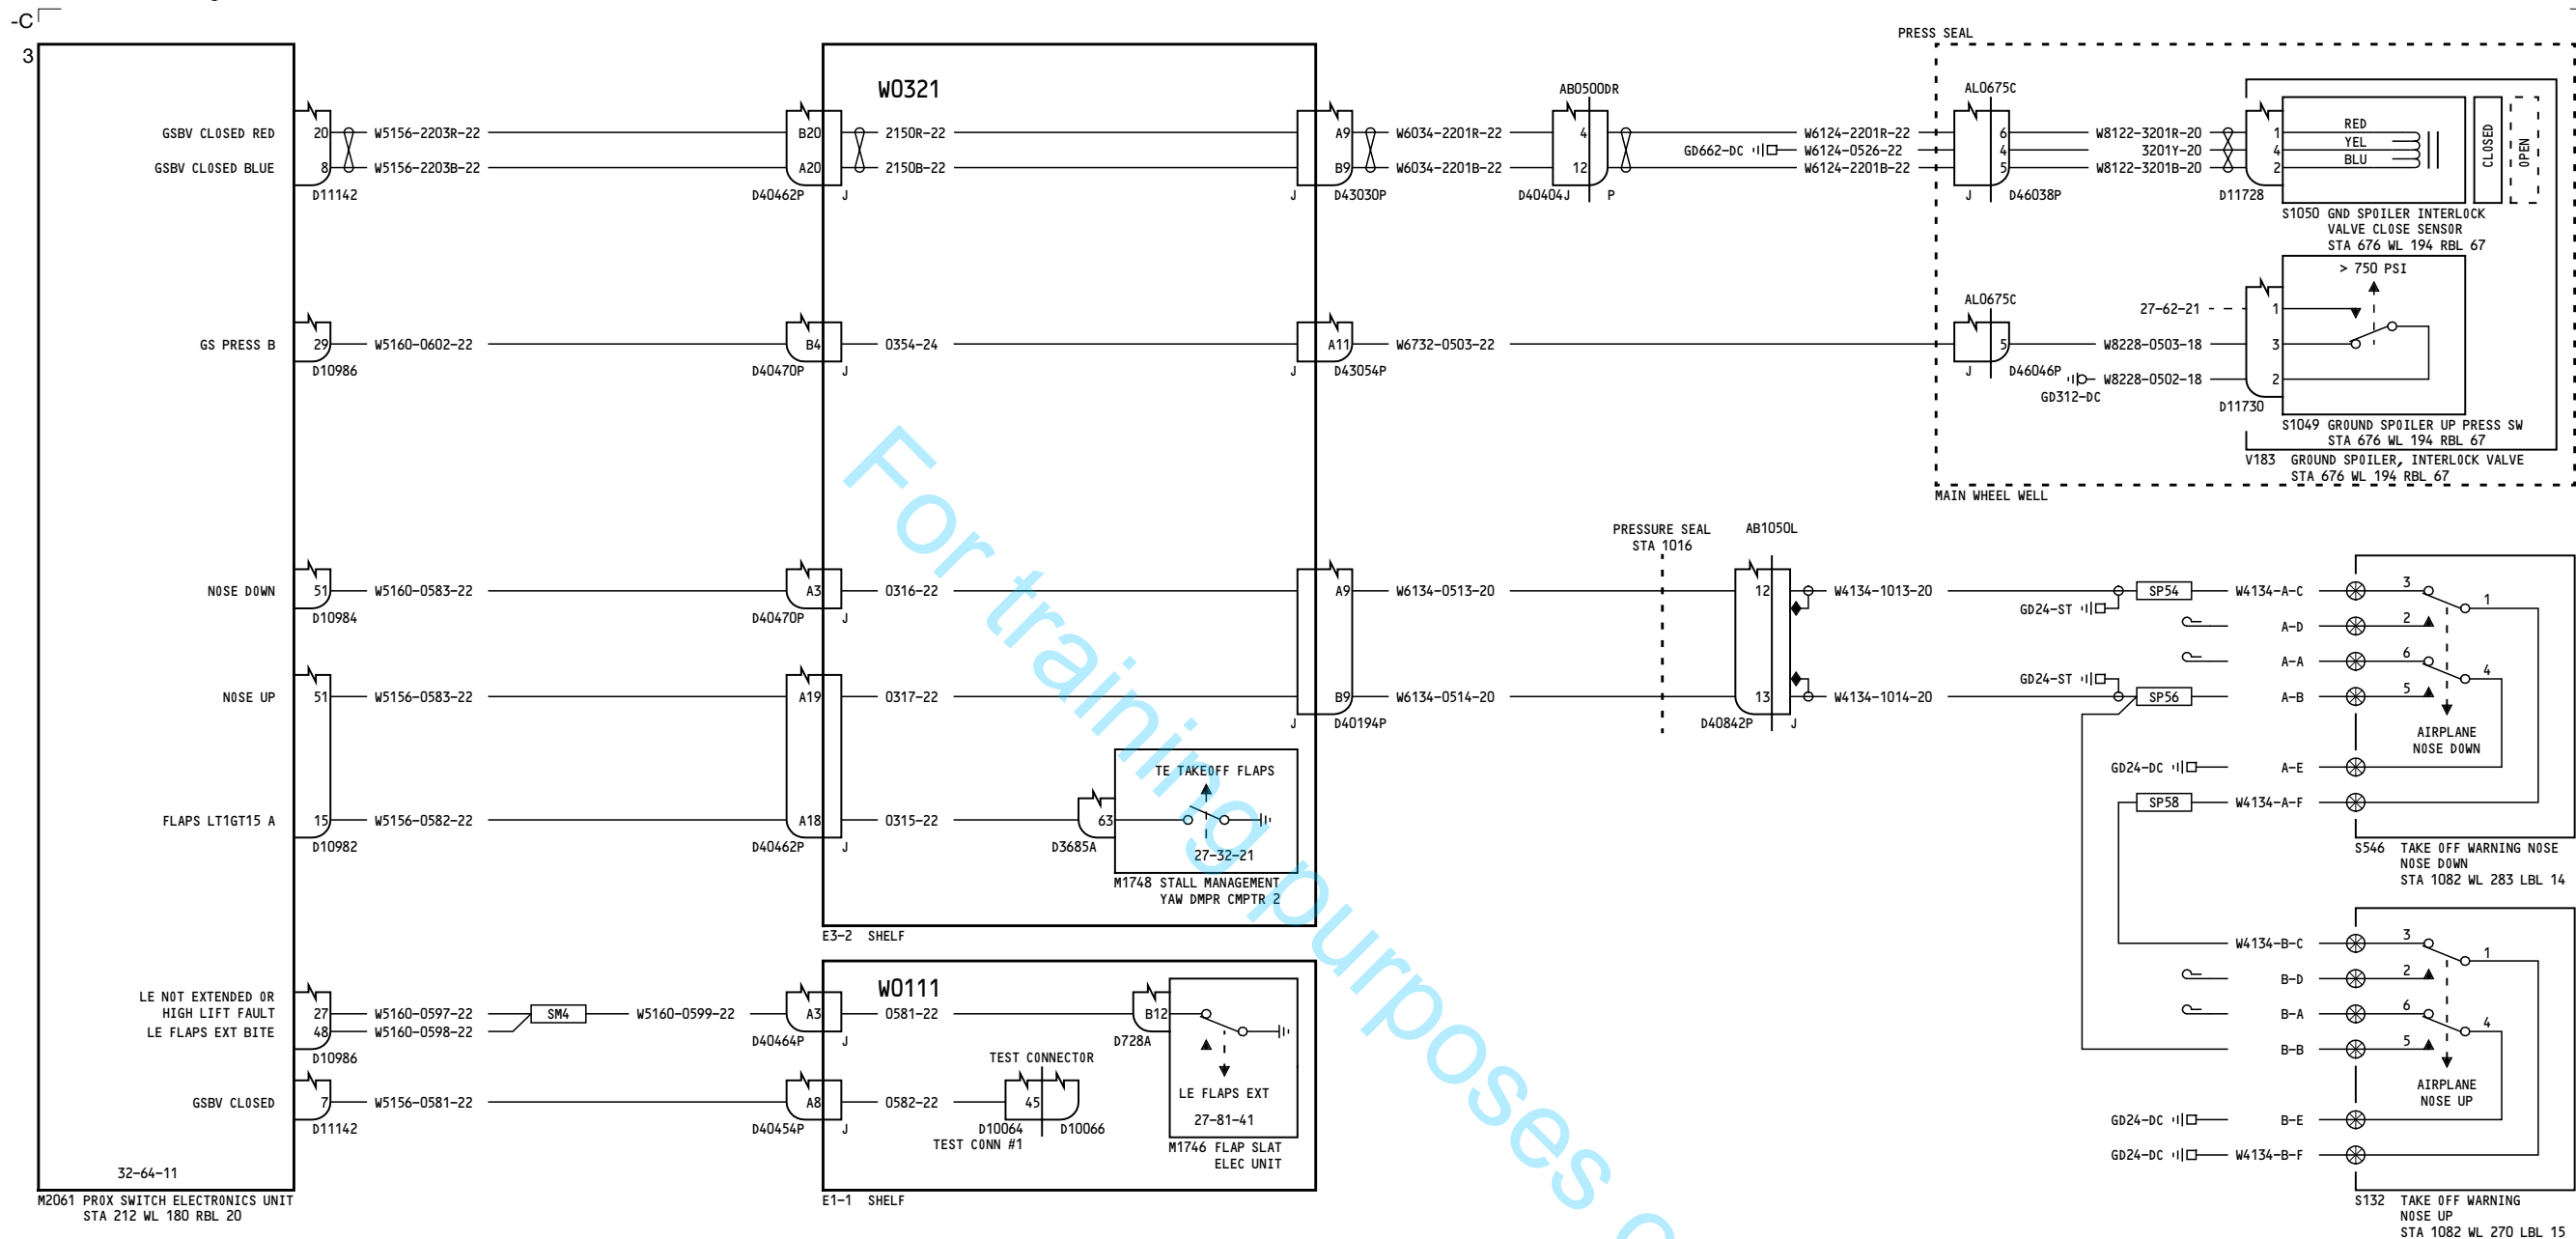 -C
3
PRESS SEAL
W0321
AB0500DR
AL0675C
GSBV CLOSED RED 20 W5156-2203R-22 B20 2150R-22 A9 W6034-2201R-22 4 W6124-2201R-22 6 W8122-3201R-20 1 RED
GD662-DC W6124-0526-22 4 3201Y-20 4 YEL
GSBV CLOSED BLUE 8 W5156-2203B-22 A20 2150B-22 B9 W6034-2201B-22 12 W6124-2201B-22 5 W8122-3201B-20 2 BLU
CLOSED
OPEN
D11142 D40462P J J D43030P D40404J P J D46038P D11728
S1050 GND SPOILER INTERLOCK
VALVE CLOSE SENSOR
STA 676 WL 194 RBL 67
> 750 PSI
AL0675C
27-62-21 1
GS PRESS B 29 W5160-0602-22 B4 0354-24 A11 W6732-0503-22 5 W8228-0503-18 3
D10986 D40470P J J D43054P J D46046P
W8228-0502-18 2
GD312-DC
D11730
S1049 GROUND SPOILER UP PRESS SW
STA 676 WL 194 RBL 67
V183 GROUND SPOILER, INTERLOCK VALVE
STA 676 WL 194 RBL 67
MAIN WHEEL WELL
PRESSURE SEAL
STA 1016
AB1050L
NOSE DOWN 51 W5160-0583-22 A3 0316-22 A9 W6134-0513-20 12 W4134-1013-20 SP54 W4134-A-C 3
1
GD24-ST
D10984 D40470P J
A-D 2
A-A 6
4
GD24-ST
NOSE UP 51 W5156-0583-22 A19 0317-22 B9 W6134-0514-20 13 W4134-1014-20 SP56 A-B 5
J D40194P D40842P J
AIRPLANE
NOSE DOWN
GD24-DC A-E
TE TAKEOFF FLAPS
SP58 W4134-A-F
FLAPS LT1GT15 A 15 W5156-0582-22 A18 0315-22 63
D10982 D40462P J D3685A
27-32-21
M1748 STALL MANAGEMENT
YAW DMPR CMPTR 2
S546 TAKE OFF WARNING NOSE
NOSE DOWN
STA 1082 WL 283 LBL 14
E3-2 SHELF
W4134-B-C 3
1
B-D 2
B-A 6
4
B-B 5
AIRPLANE
NOSE UP
GD24-DC B-E
GD24-DC W4134-B-F
S132 TAKE OFF WARNING
NOSE UP
STA 1082 WL 270 LBL 15
W0111
LE NOT EXTENDED OR
HIGH LIFT FAULT 27 W5160-0597-22 SM4 W5160-0599-22 A3 0581-22 B12
LE FLAPS EXT BITE 48 W5160-0598-22
D10986 D40464P J D728A
TEST CONNECTOR
LE FLAPS EXT
GSBV CLOSED 7 W5156-0581-22 A8 0582-22 45
27-81-41
D11142 D40454P J D10064 D10066
TEST CONN #1
M1746 FLAP SLAT
ELEC UNIT
32-64-11
M2061 PROX SWITCH ELECTRONICS UNIT
STA 212 WL 180 RBL 20
E1-1 SHELF
For training purposes